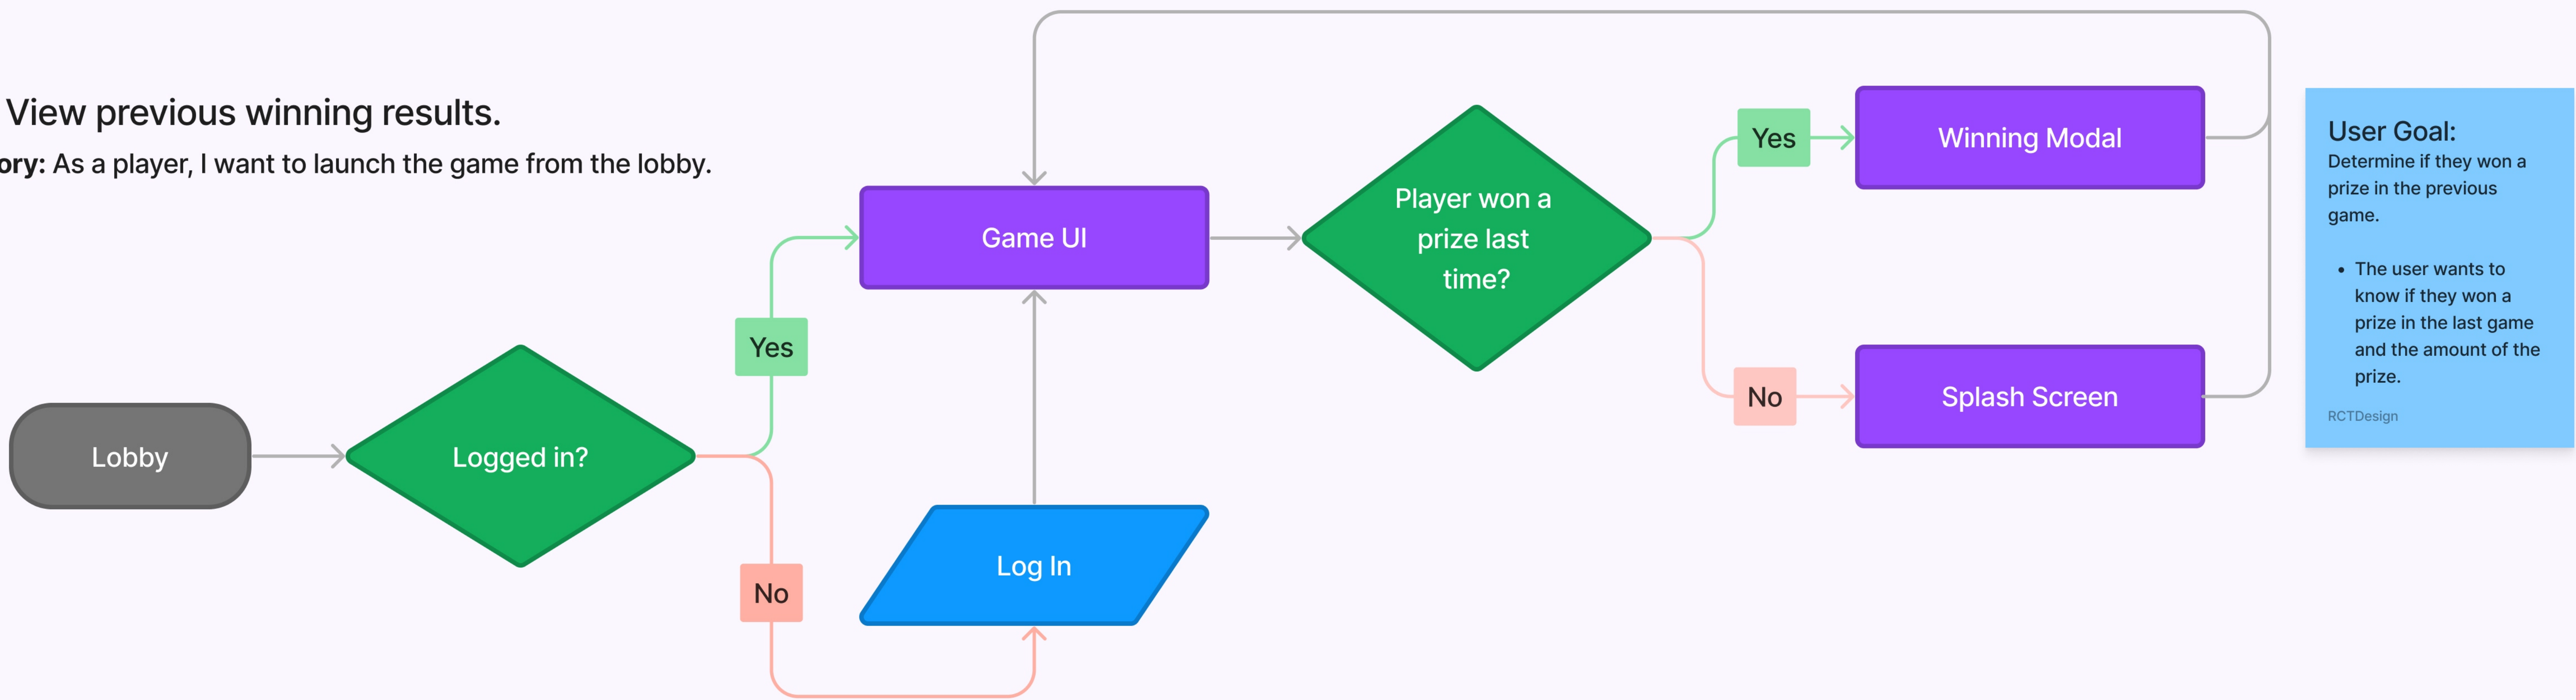 View previous winning results.
ory: As a player, I want to launch the game from the lobby.
Lobby
Logged in?
Yes
No
Game UI
Log In
Player won a
prize last
time?
Yes
No
Winning Modal
Splash Screen
User Goal:
Determine if they won a
prize in the previous
game.
• The user wants to
know if they won a
prize in the last game
and the amount of the
prize.
RCTDesign